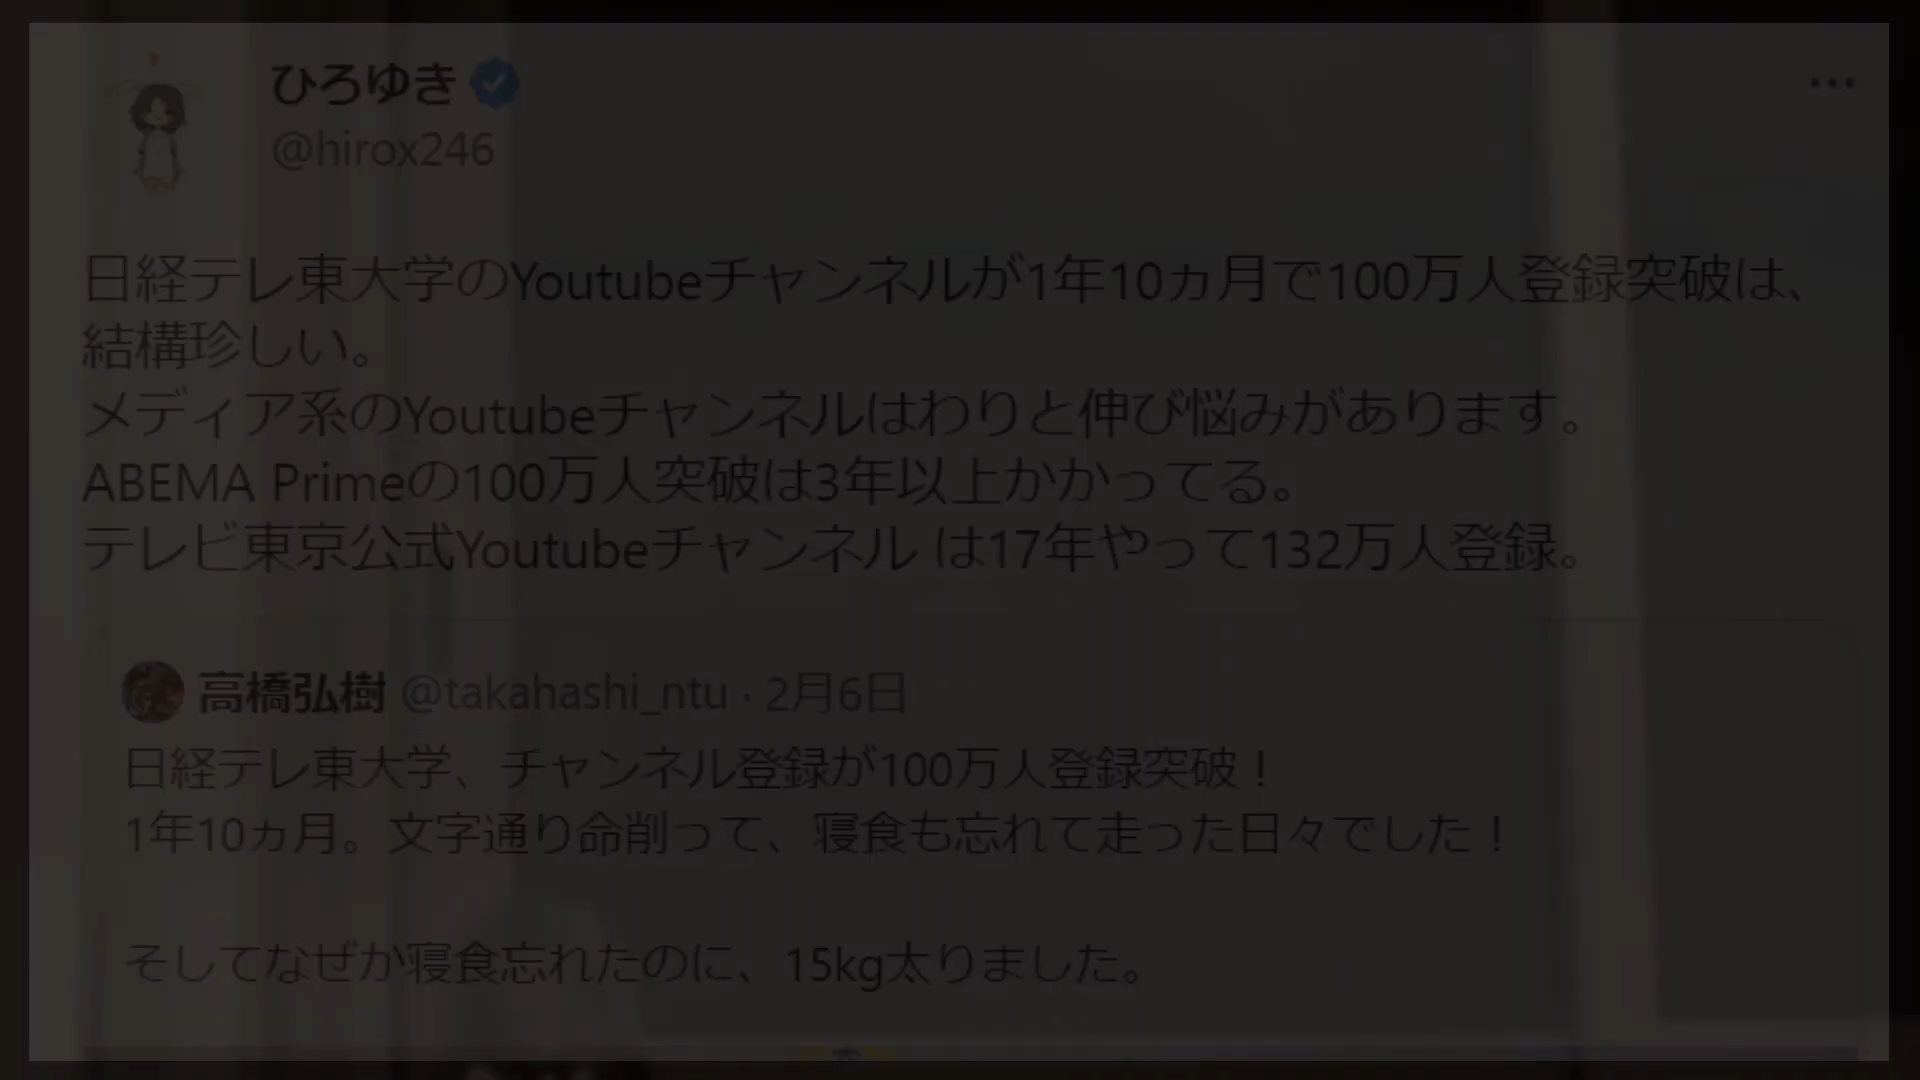 ひろゆき
@hirox246
日経テレ東大学のYoutubeチャンネルが1年10ヵ月で100万人登録突破は、
結構珍しい。
メディア系のYoutubeチャンネルはわりと伸び悩みがあります。
ABEMA Primeの100万人突破は3年以上かかってる。
テレビ東京公式Youtubeチャンネル は17年やって132万人登録。
高橋弘樹 @takahashi_ntu · 2月6日
日経テレ東大学、チャンネル登録が100万人登録突破！
1年10ヵ月。文字通り命削って、寝食も忘れて走った日々でした！
そしてなぜか寝食忘れたのに、15kg太りました。